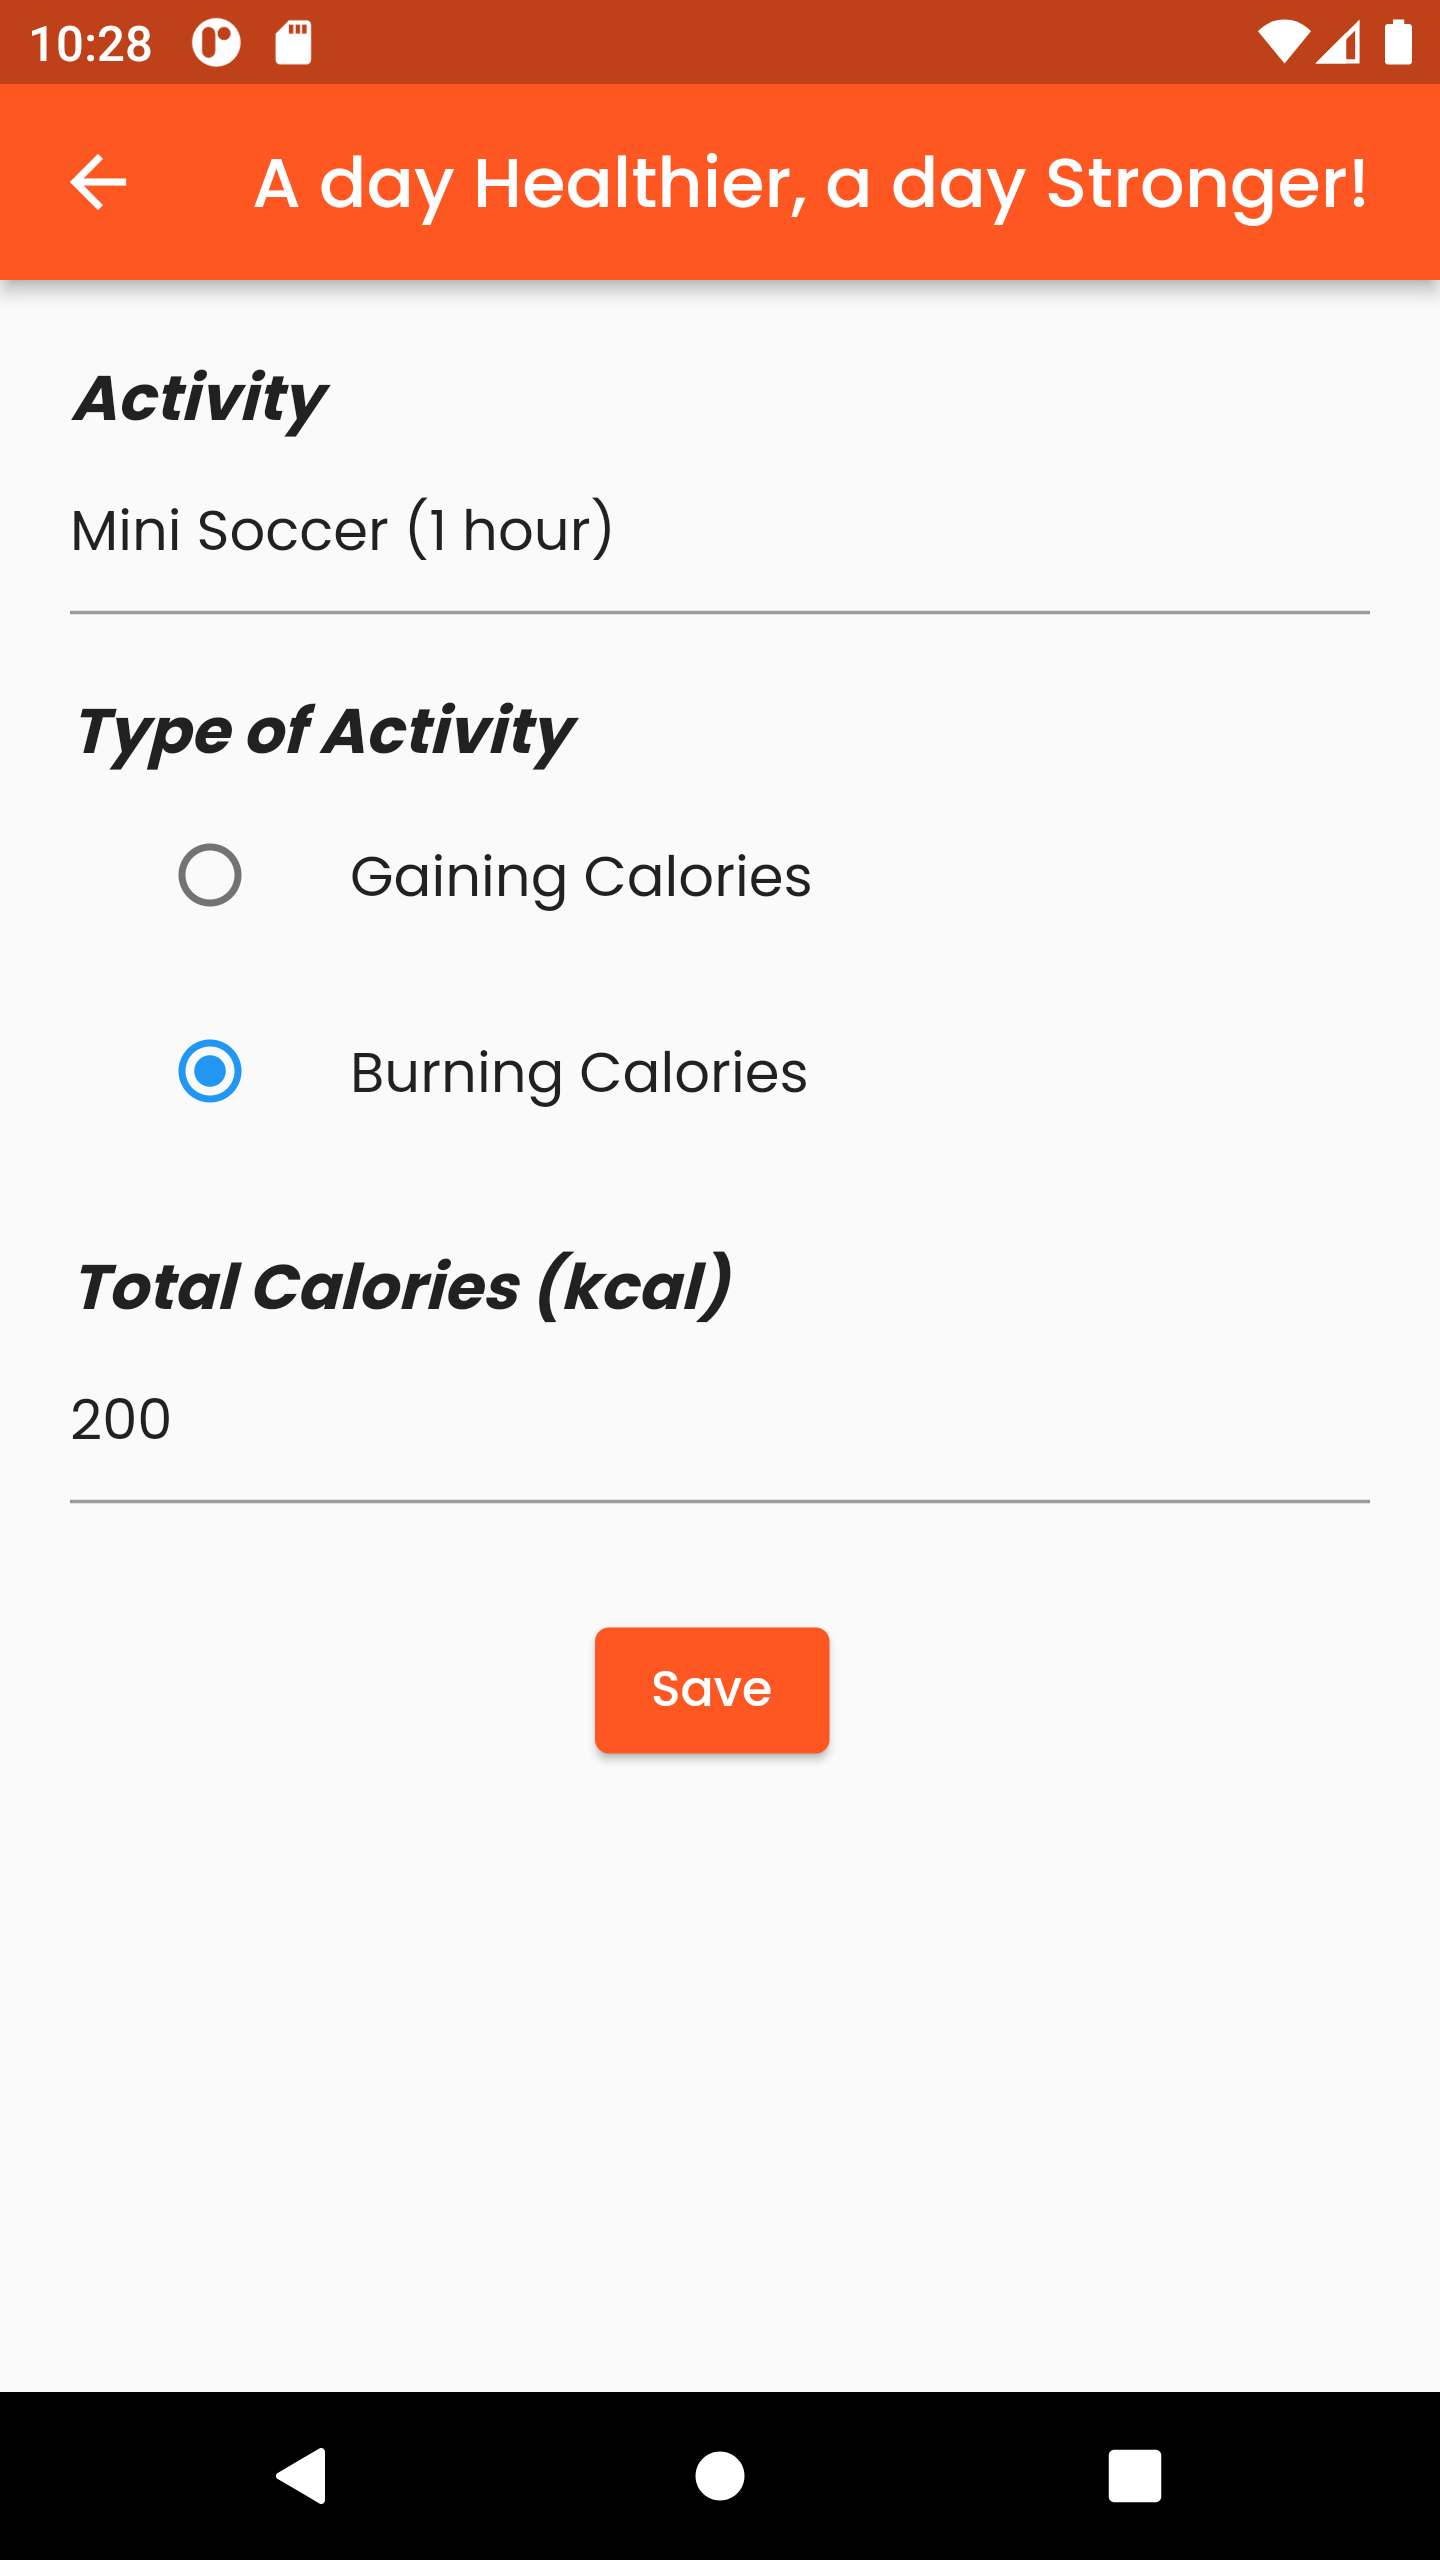 10:28
A day Healthier, a day Stronger!
Activity
Mini Soccer (1 hour)
Type of Activity
Gaining Calories
Burning Calories
Total Calories (kcal)
200
Save